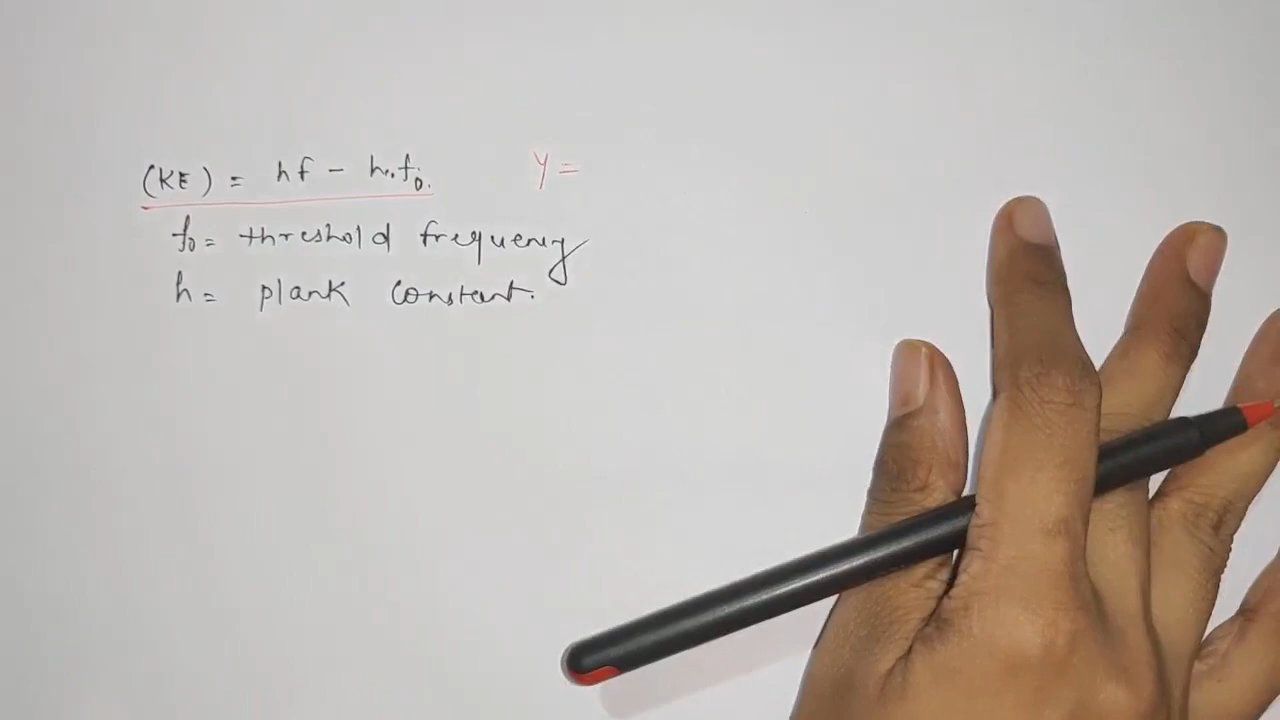 (KE) = hf - h.f₀. y =
f₀ = threshold frequency
h = plank constant.